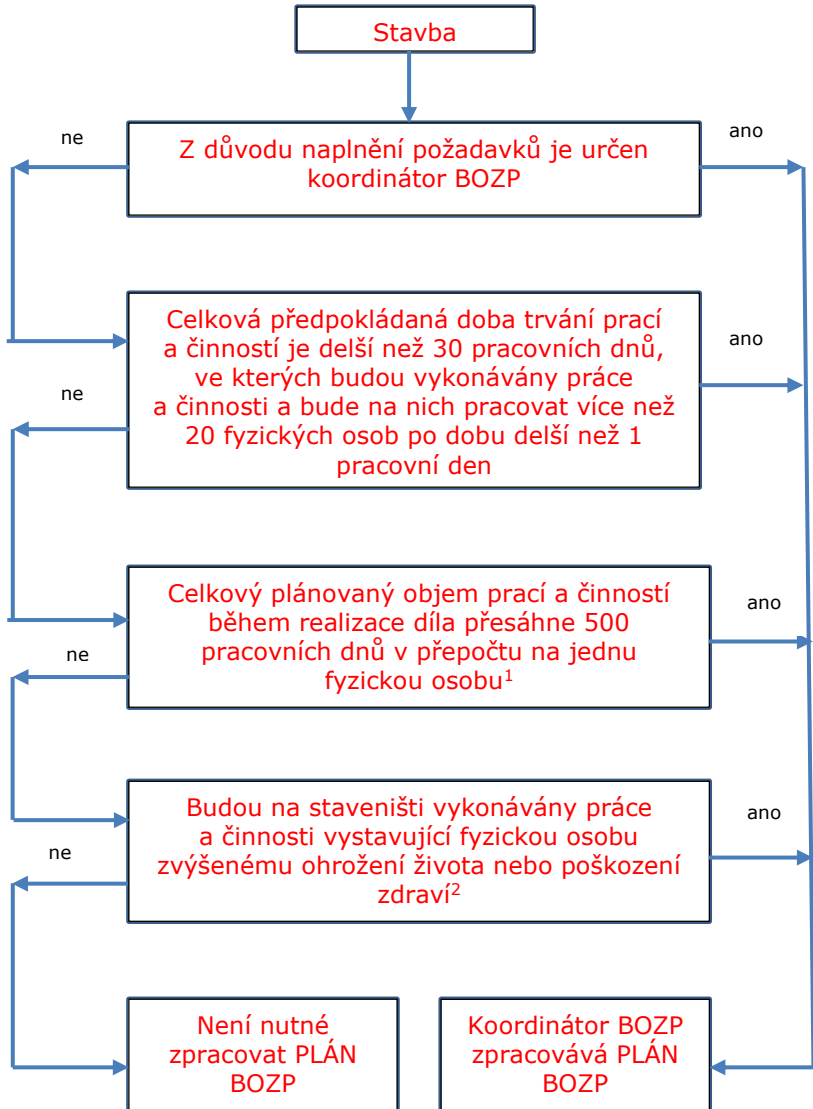 Stavba
ne
ano
Z důvodu naplnění požadavků je určen
koordinátor BOZP
Celková předpokládaná doba trvání prací
a činností je delší než 30 pracovních dnů,
ve kterých budou vykonávány práce
a činnosti a bude na nich pracovat více než
20 fyzických osob po dobu delší než 1
pracovní den
ano
ne
Celkový plánovaný objem prací a činností
během realizace díla přesáhne 500
pracovních dnů v přepočtu na jednu
fyzickou osobu¹
ano
ne
Budou na staveništi vykonávány práce
a činnosti vystavující fyzickou osobu
zvýšenému ohrožení života nebo poškození
zdraví²
ano
ne
Není nutné
zpracovat PLÁN
BOZP
Koordinátor BOZP
zpracovává PLÁN
BOZP